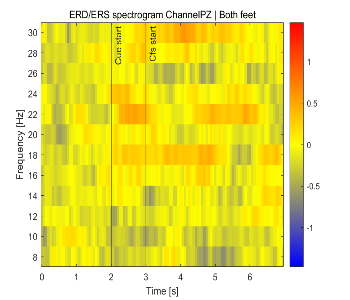 ERD/ERS spectrogram ChannelPZ | Both feet
Cue start
Cfs start
Frequency [Hz]
30
28
26
24
22
20
18
16
14
12
10
8
0 1 2 3 4 5 6
Time [s]
1
0.5
0
-0.5
-1